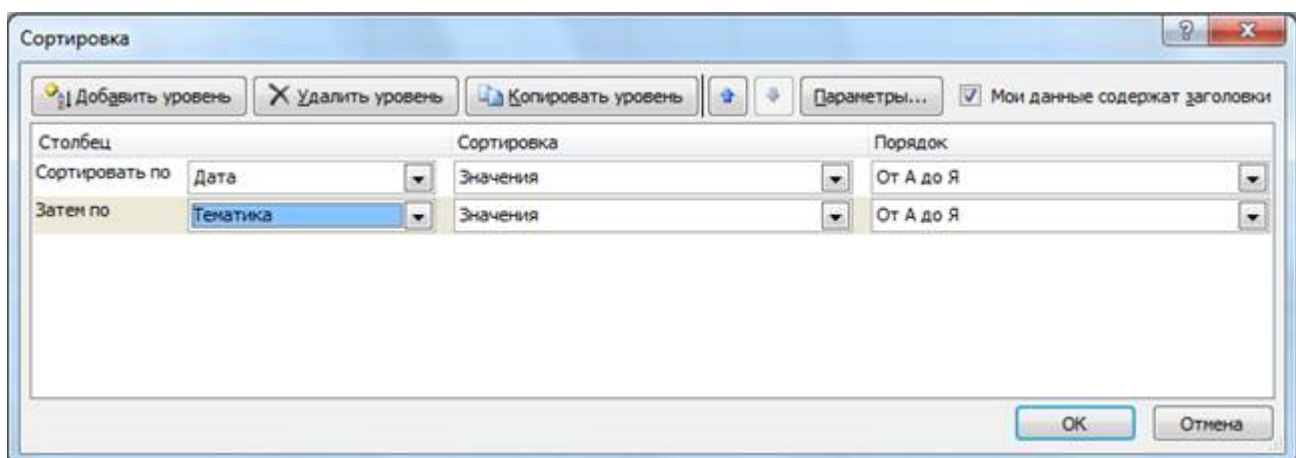 Сортировка
Добавить уровень Удалить уровень Копировать уровень Параметры... Мои данные содержат заголовки
Столбец Сортировка Порядок
Сортировать по Дата Значения От А до Я
Затем по Тематика Значения От А до Я
ОК Отмена